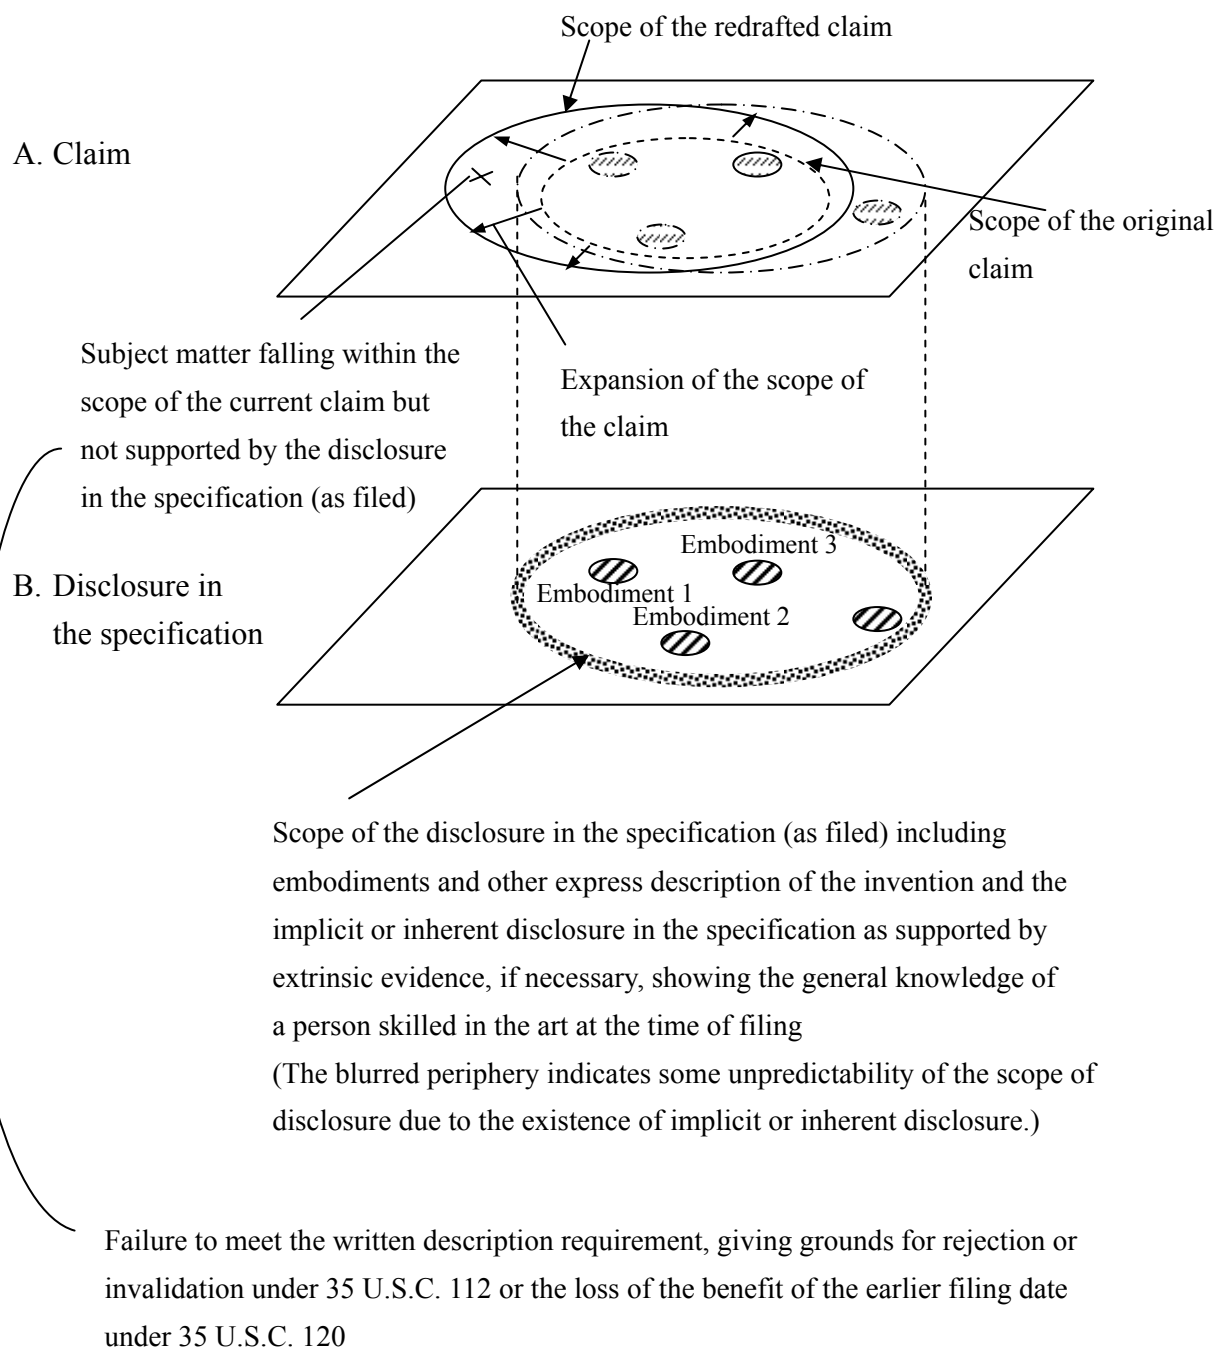 Scope of the redrafted claim
A. Claim
Scope of the original
claim
Subject matter falling within the
scope of the current claim but
not supported by the disclosure
in the specification (as filed)
Expansion of the scope of
the claim
B. Disclosure in
the specification
Embodiment 3
Embodiment 1
Embodiment 2
Scope of the disclosure in the specification (as filed) including
embodiments and other express description of the invention and the
implicit or inherent disclosure in the specification as supported by
extrinsic evidence, if necessary, showing the general knowledge of
a person skilled in the art at the time of filing
(The blurred periphery indicates some unpredictability of the scope of
disclosure due to the existence of implicit or inherent disclosure.)
Failure to meet the written description requirement, giving grounds for rejection or
invalidation under 35 U.S.C. 112 or the loss of the benefit of the earlier filing date
under 35 U.S.C. 120